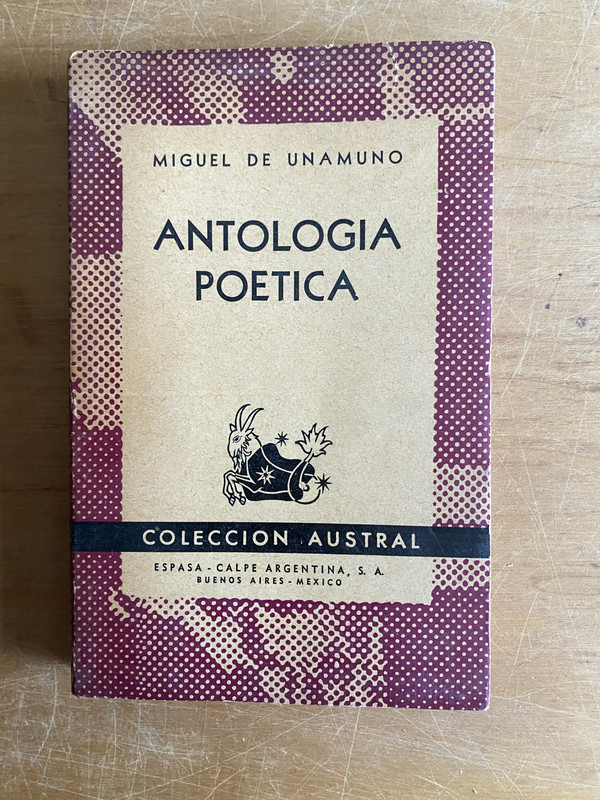 MIGUEL DE UNAMUNO
ANTOLOGIA
POETICA
COLECCION AUSTRAL
ESPASA - CALPE ARGENTINA, S. A.
BUENOS AIRES - MEXICO